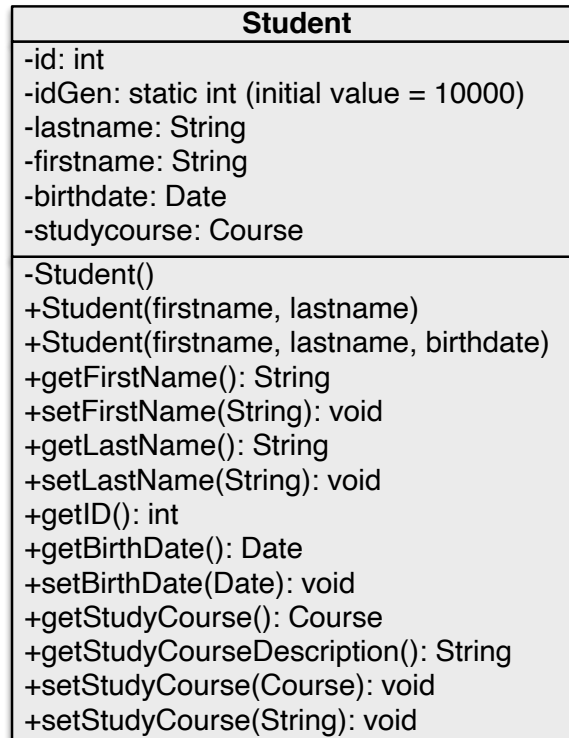 Student
-id: int
-idGen: static int (initial value = 10000)
-lastname: String
-firstname: String
-birthdate: Date
-studycourse: Course
-Student()
+Student(firstname, lastname)
+Student(firstname, lastname, birthdate)
+getFirstName(): String
+setFirstName(String): void
+getLastName(): String
+setLastName(String): void
+getID(): int
+getBirthDate(): Date
+setBirthDate(Date): void
+getStudyCourse(): Course
+getStudyCourseDescription(): String
+setStudyCourse(Course): void
+setStudyCourse(String): void